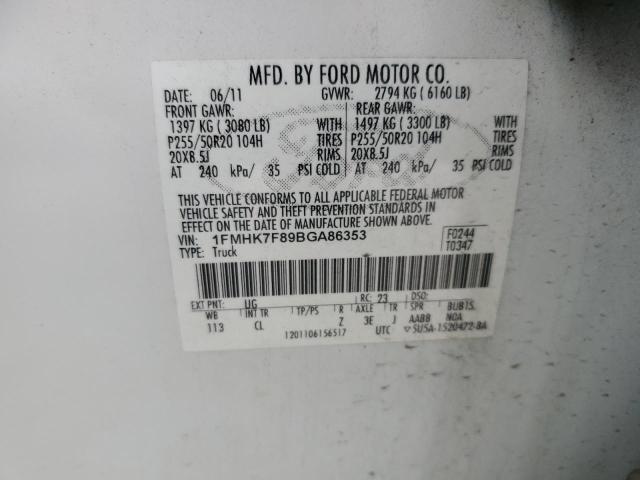 MFD. BY FORD MOTOR CO.
DATE: 06/11 GVWR: 2794 KG ( 6160 LB)
FRONT GAWR: REAR GAWR:
1397 KG ( 3080 LB) WITH 1497 KG ( 3300 LB) WITH
P255/50R20 104H TIRES P255/50R20 104H TIRES
20X8.5J RIMS 20X8.5J RIMS
AT 240 kPa/ 35 PSI COLD AT 240 kPa/ 35 PSI COLD
THIS VEHICLE CONFORMS TO ALL APPLICABLE FEDERAL MOTOR
VEHICLE SAFETY AND THEFT PREVENTION STANDARDS IN
EFFECT ON THE DATE OF MANUFACTURE SHOWN ABOVE.
VIN: 1FMHK7F89BGA86353 F0244
TYPE: Truck T0347
EXT PNT: UG RC: 23 DSO:
WB INT TR TP/PS R AXLE TR SPR BUBTS.
113 CL Z 3E J AABB NOA
1201106156517 UTC 5U5A-1520472-BA